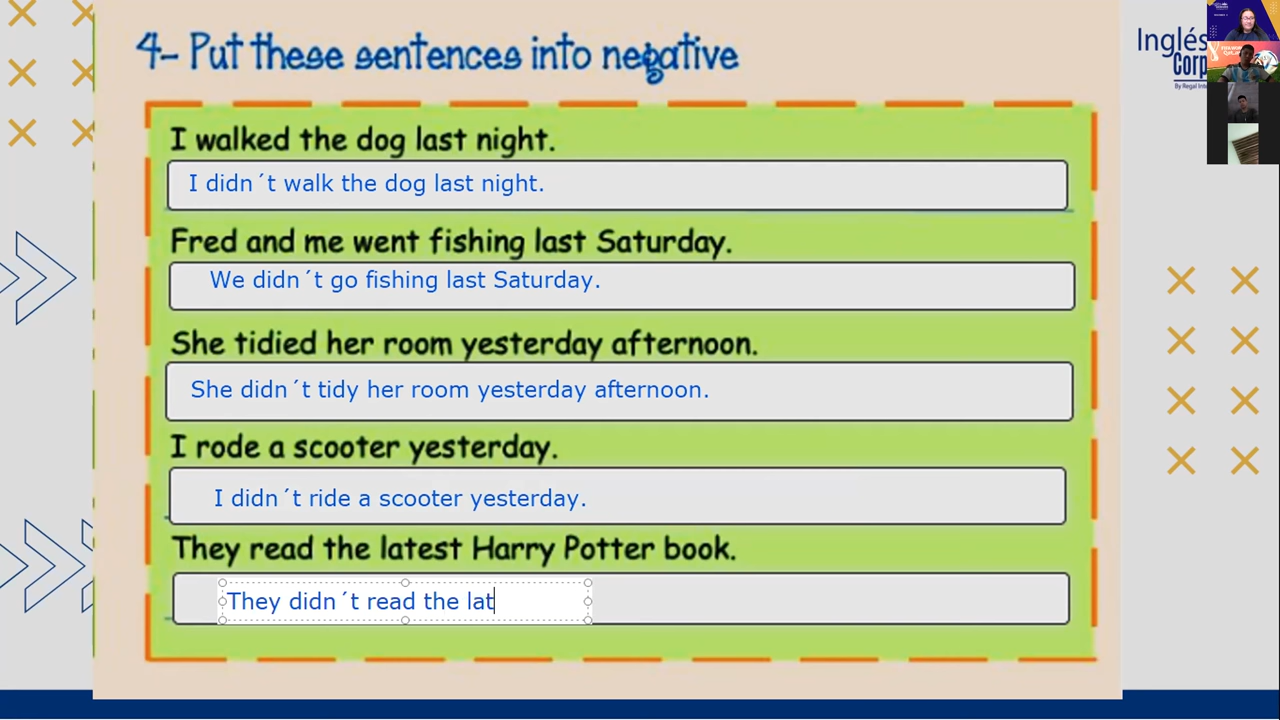 4- Put these sentences into negative
Inglés
Corp
By Regal Int
I walked the dog last night.
I didn´t walk the dog last night.
Fred and me went fishing last Saturday.
We didn´t go fishing last Saturday.
She tidied her room yesterday afternoon.
She didn´t tidy her room yesterday afternoon.
I rode a scooter yesterday.
I didn´t ride a scooter yesterday.
They read the latest Harry Potter book.
They didn´t read the lat